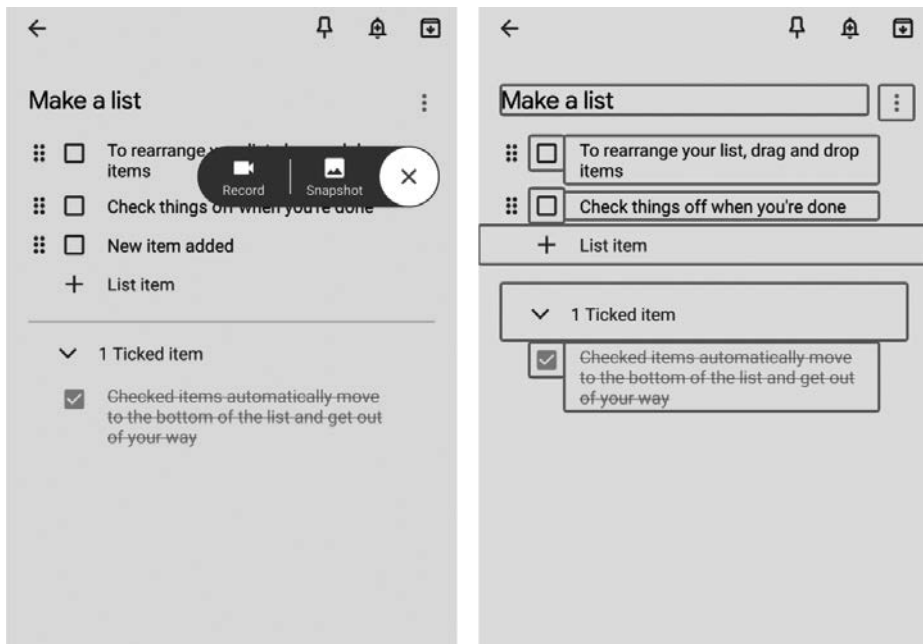 Make a list
To rearrange
items
Record
Snapshot
Check things off when you're done
New item added
List item
1 Ticked item
Checked items automatically move
to the bottom of the list and get out
of your way
Make a list
To rearrange your list, drag and drop
items
Check things off when you're done
List item
1 Ticked item
Checked items automatically move
to the bottom of the list and get out
of your way